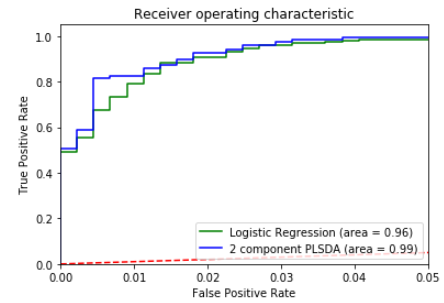 Receiver operating characteristic
True Positive Rate
1.0
0.8
0.6
0.4
0.2
0.0
Logistic Regression (area = 0.96)
2 component PLSDA (area = 0.99)
0.00 0.01 0.02 0.03 0.04 0.05
False Positive Rate